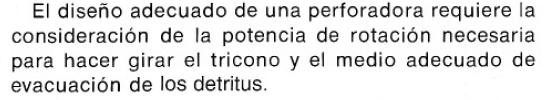 El diseño adecuado de una perforadora requiere la
consideración de la potencia de rotación necesaria
para hacer girar el tricono y el medio adecuado de
evacuación de los detritus.